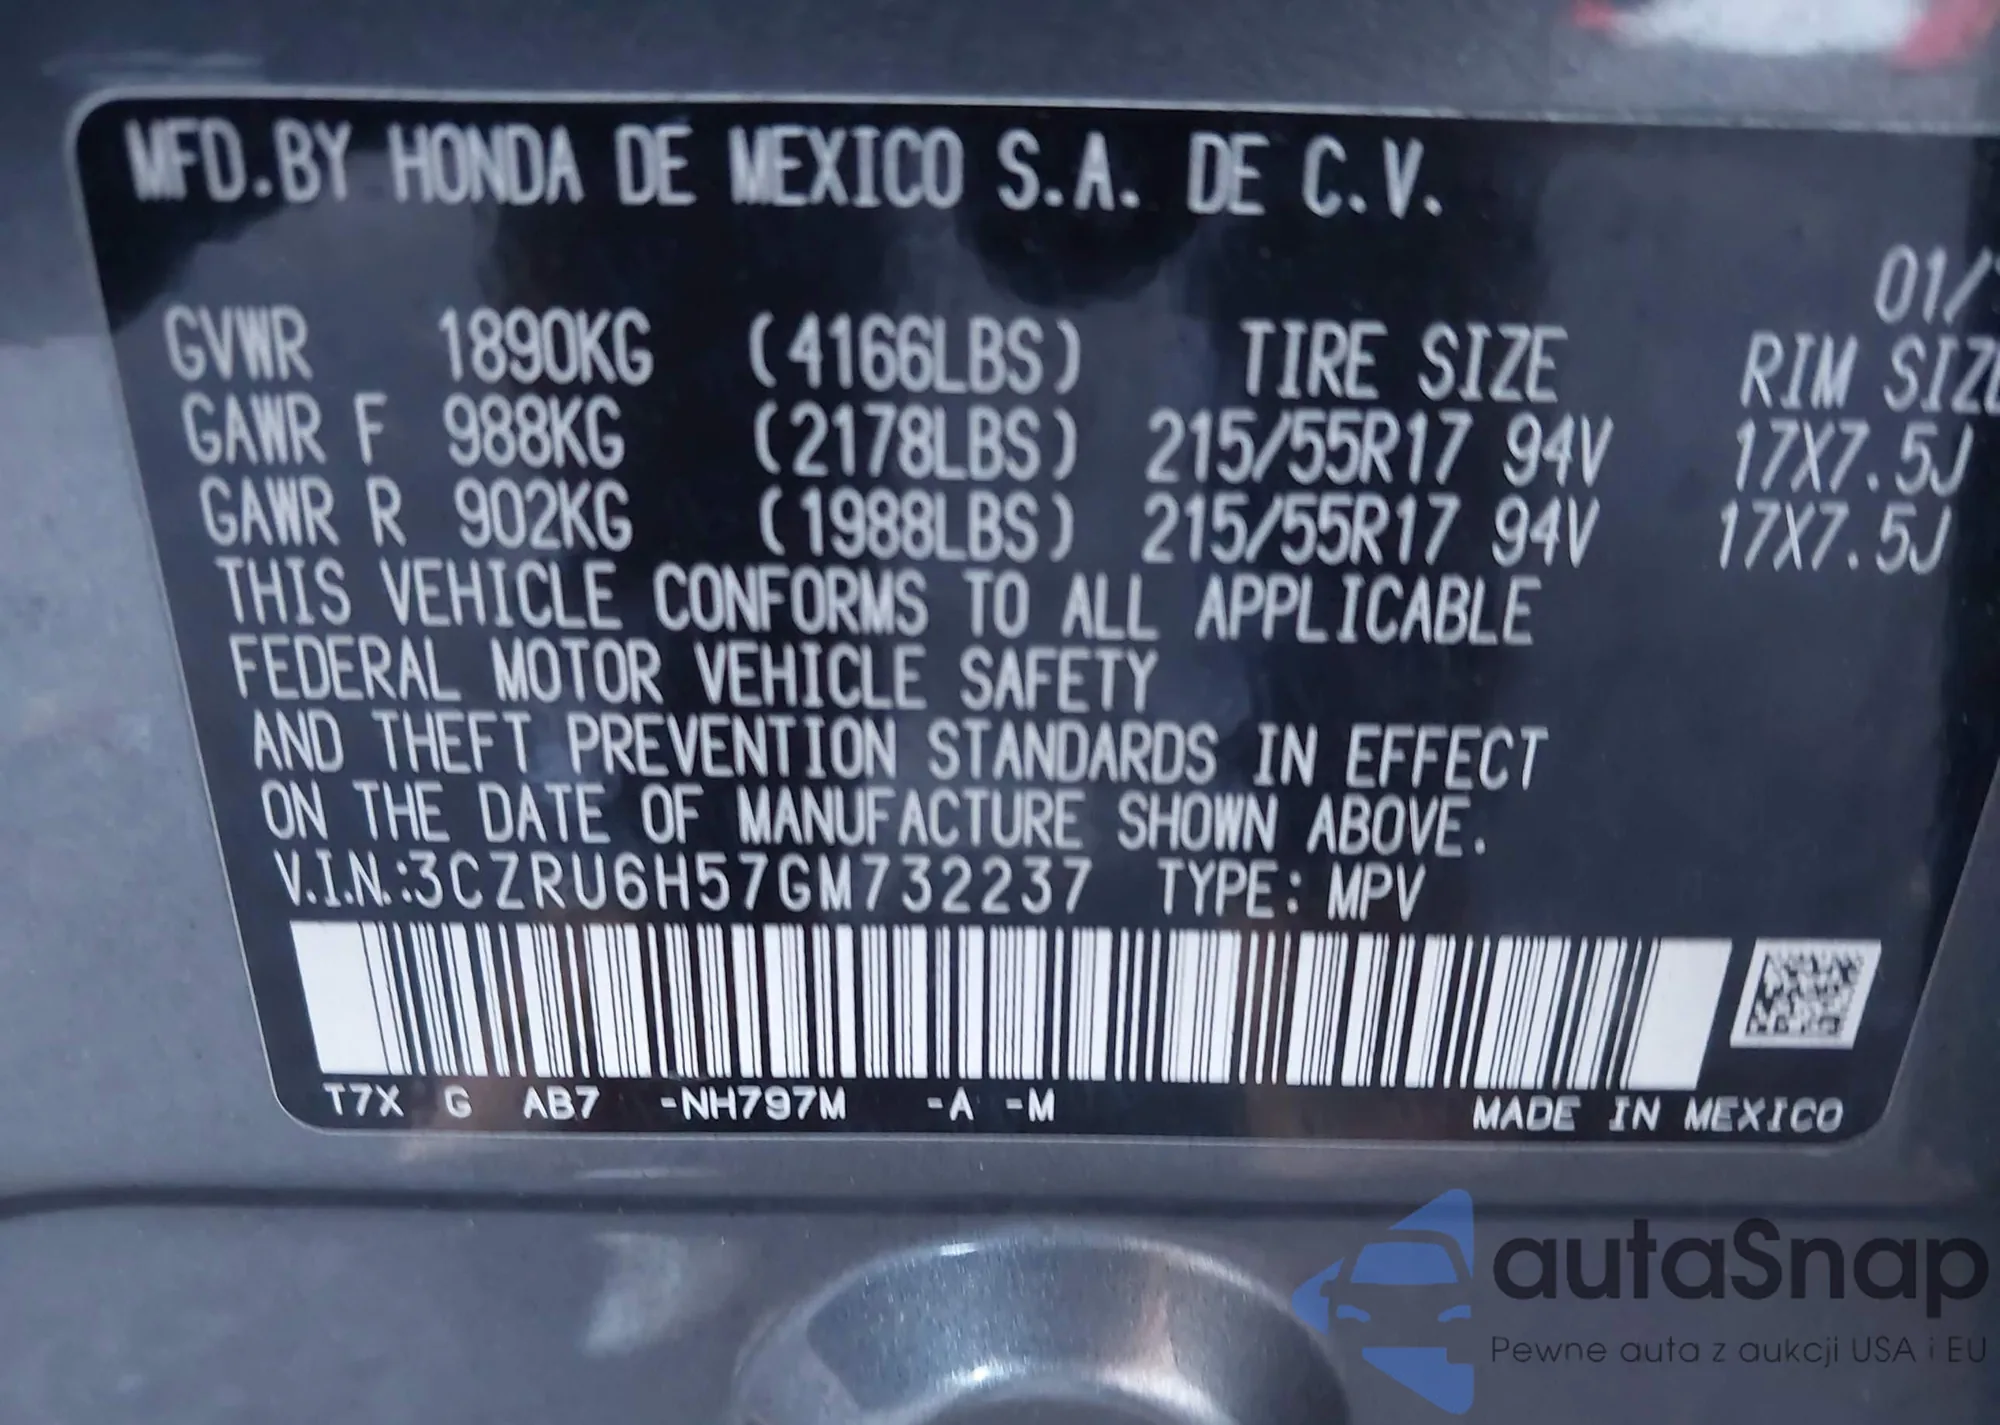 MFD.BY HONDA DE MEXICO S.A. DE C.V.
01/
GVWR 1890KG (4166LBS) TIRE SIZE RIM SIZE
GAWR F 988KG (2178LBS) 215/55R17 94V 17X7.5J
GAWR R 902KG (1988LBS) 215/55R17 94V 17X7.5J
THIS VEHICLE CONFORMS TO ALL APPLICABLE
FEDERAL MOTOR VEHICLE SAFETY
AND THEFT PREVENTION STANDARDS IN EFFECT
ON THE DATE OF MANUFACTURE SHOWN ABOVE.
V.I.N.:3CZRU6H57GM732237 TYPE: MPV
T7X G AB7 -NH797M -A -M MADE IN MEXICO
autaSnap
Pewne auta z aukcji USA i EU